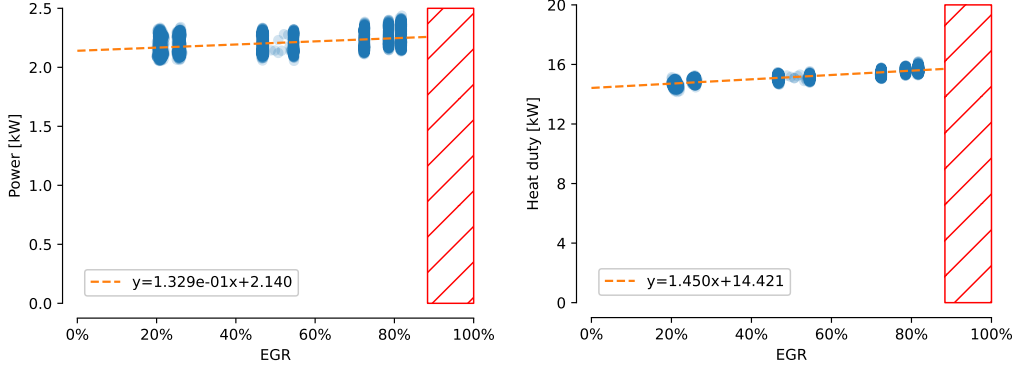 2.5
2.0
1.5
1.0
0.5
0.0
Power [kW]
y=1.329e-01x+2.140
0% 20% 40% 60% 80% 100%
EGR
20
16
12
8
4
0
Heat duty [kW]
y=1.450x+14.421
0% 20% 40% 60% 80% 100%
EGR